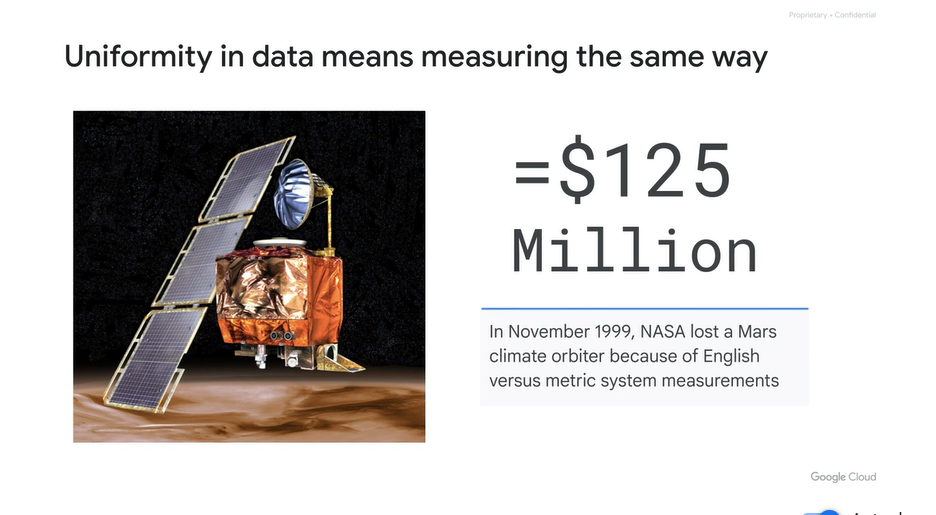 Proprietary + Confidential
Uniformity in data means measuring the same way
=$125
Million
In November 1999, NASA lost a Mars
climate orbiter because of English
versus metric system measurements
Google Cloud